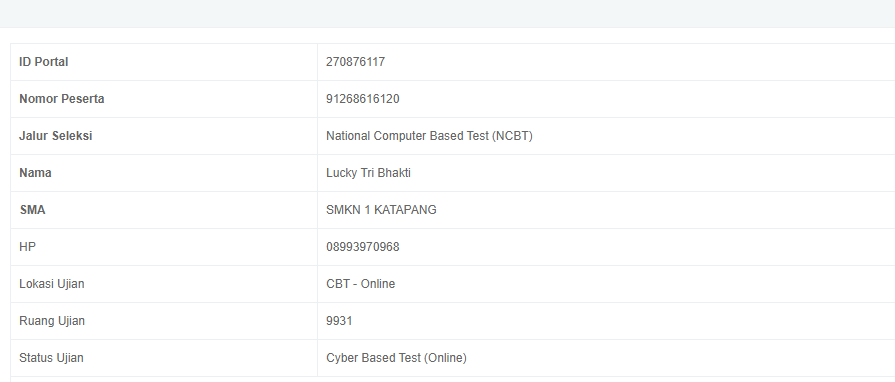 ID Portal 270876117
Nomor Peserta 91268616120
Jalur Seleksi National Computer Based Test (NCBT)
Nama Lucky Tri Bhakti
SMA SMKN 1 KATAPANG
HP 08993970968
Lokasi Ujian CBT - Online
Ruang Ujian 9931
Status Ujian Cyber Based Test (Online)